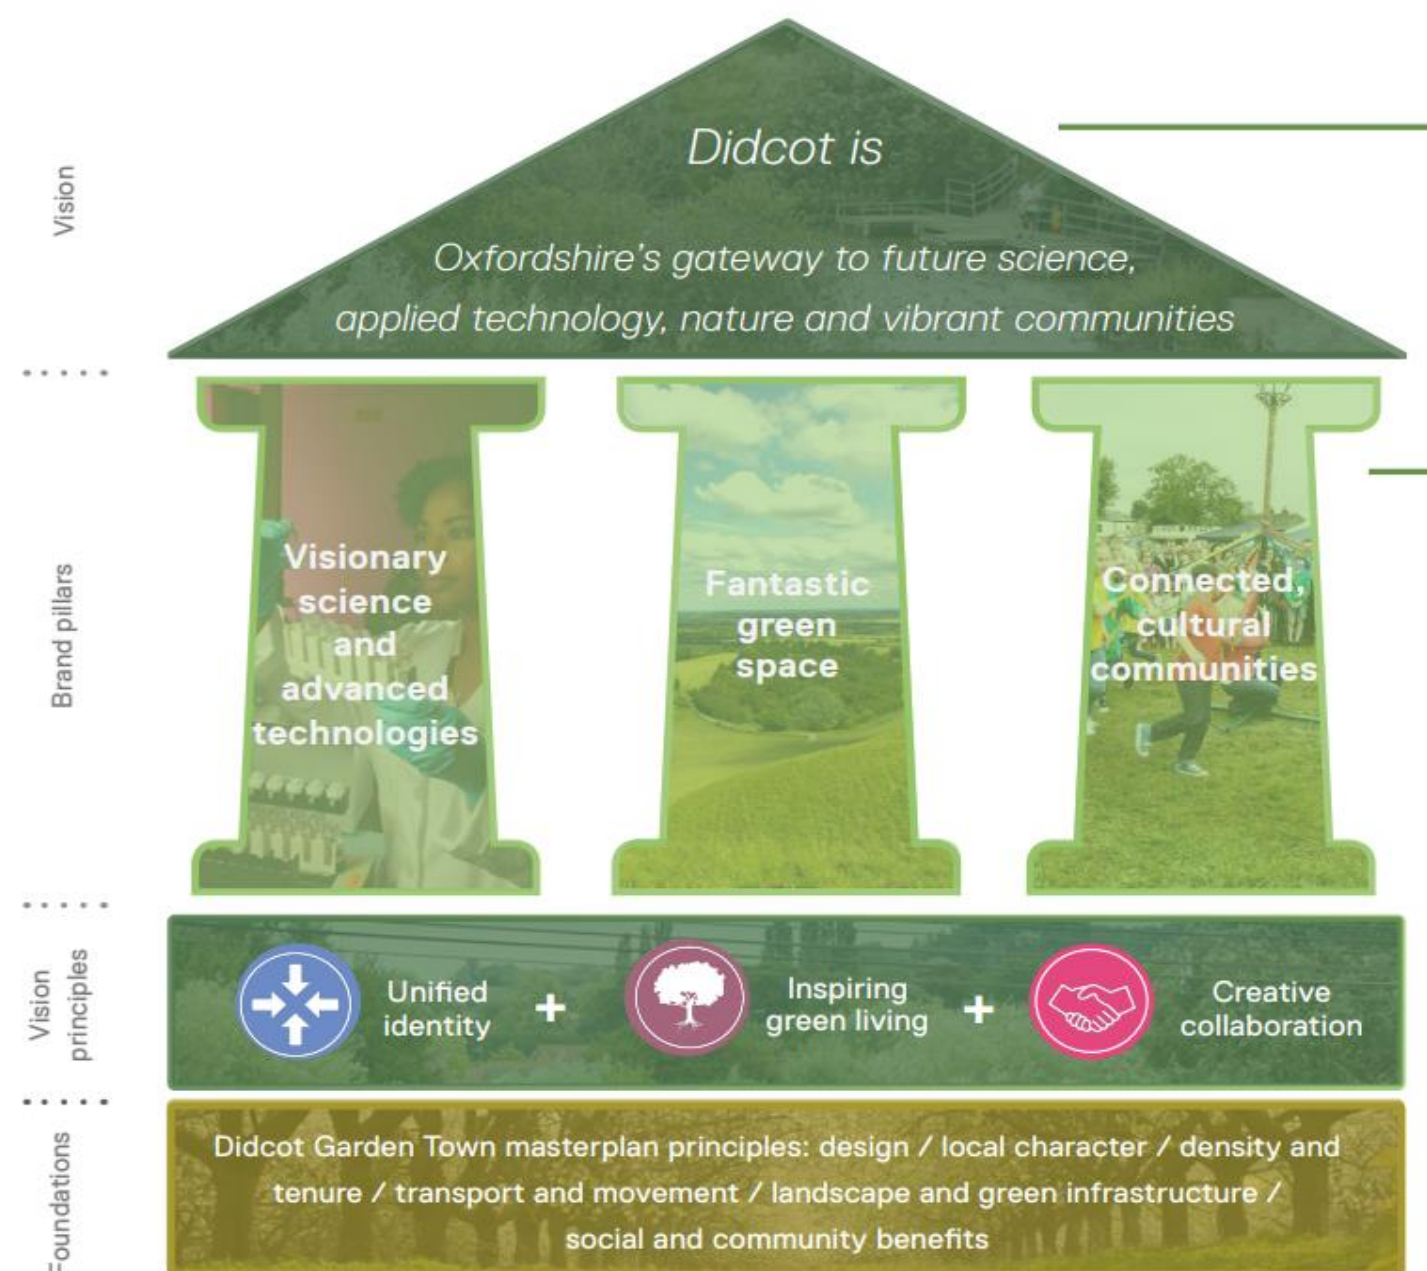 Vision
Didcot is
Oxfordshire's gateway to future science,
applied technology, nature and vibrant communities
Brand pillars
Visionary
science
and
advanced
technologies
Fantastic
green
space
Connected,
cultural
communities
Vision
principles
Unified
identity
+
Inspiring
green living
+
Creative
collaboration
Foundations
Didcot Garden Town masterplan principles: design / local character / density and
tenure / transport and movement / landscape and green infrastructure /
social and community benefits